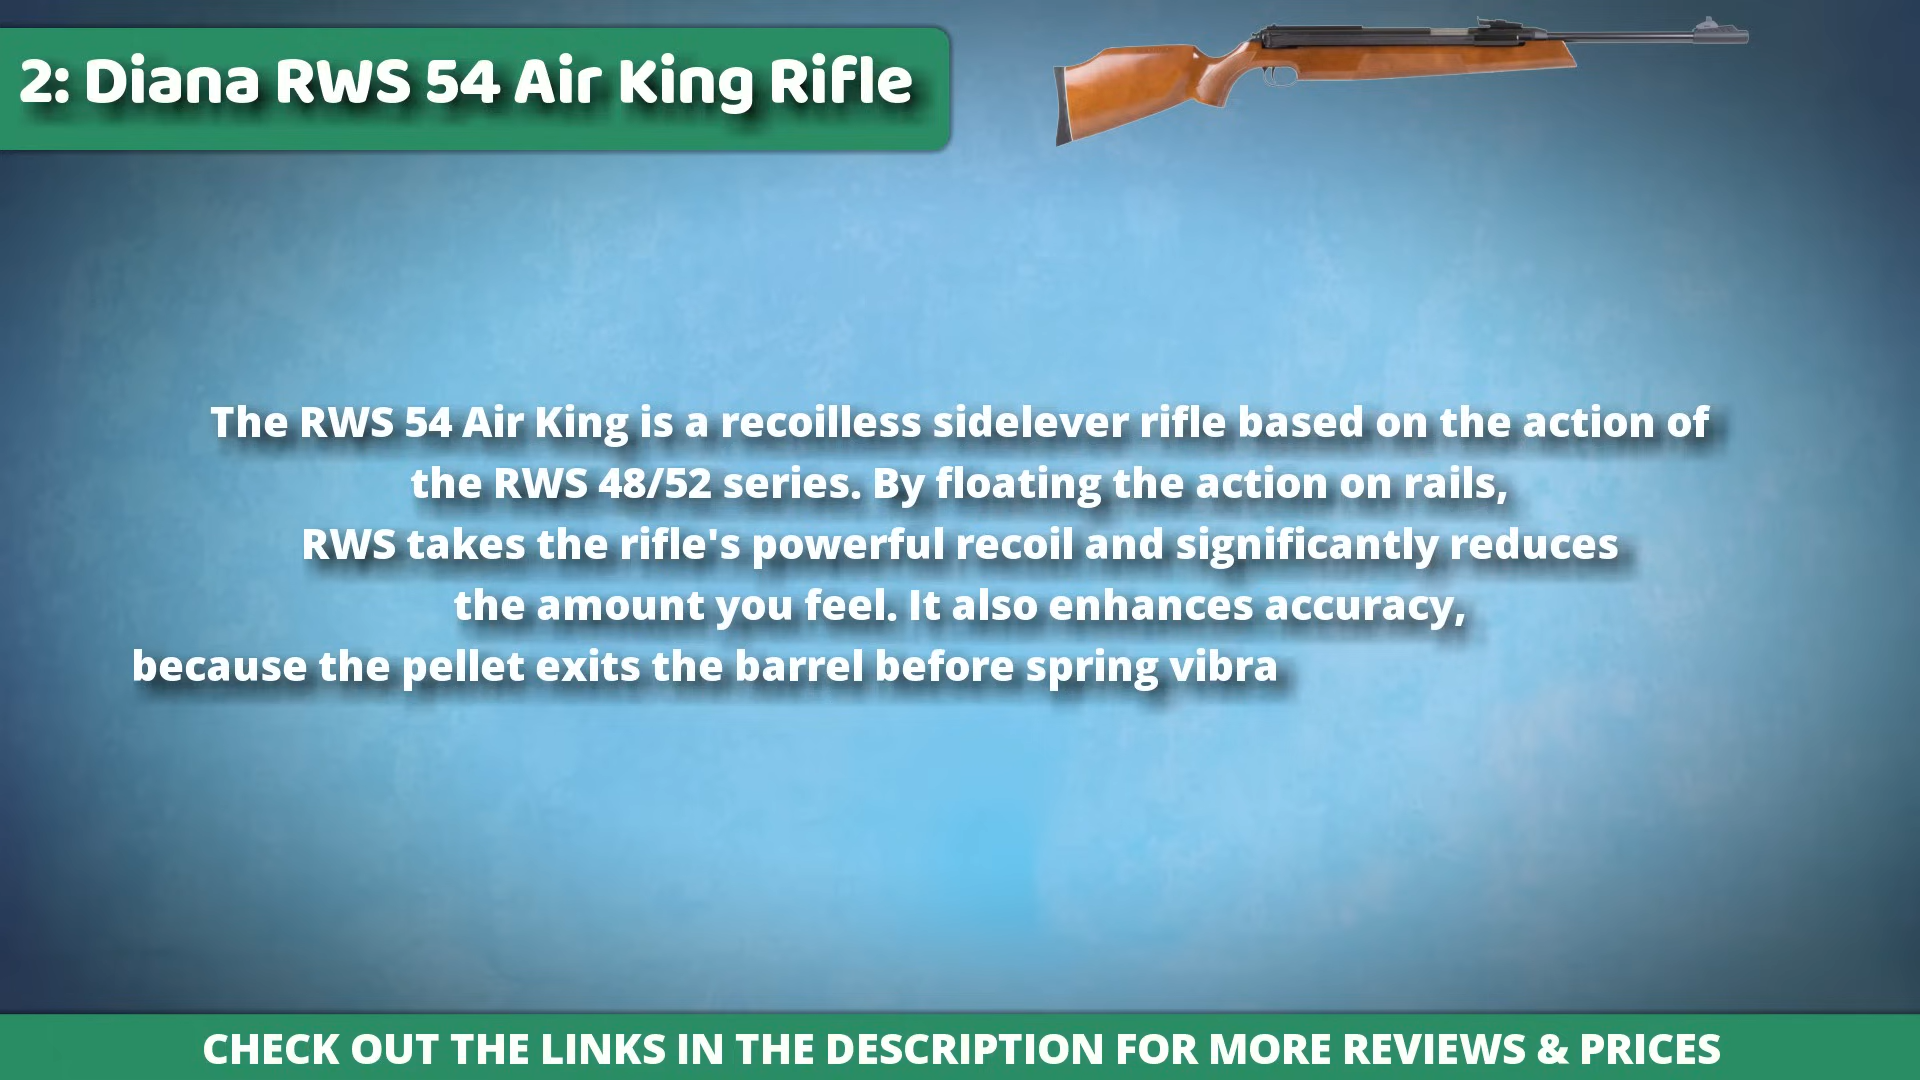 2: Diana RWS 54 Air King Rifle
The RWS 54 Air King is a recoilless sidelever rifle based on the action of
the RWS 48/52 series. By floating the action on rails,
RWS takes the rifle's powerful recoil and significantly reduces
the amount you feel. It also enhances accuracy,
because the pellet exits the barrel before spring vibra
CHECK OUT THE LINKS IN THE DESCRIPTION FOR MORE REVIEWS & PRICES